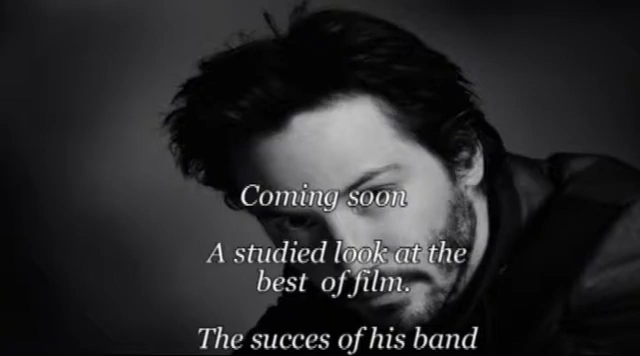 Coming soon
A studied look at the
best of film.
The succes of his band